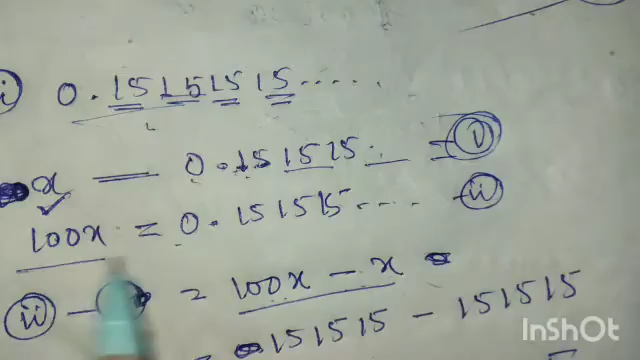 i) 0.15151515.....
x = 0.151515.. — (i)
100x = 0.151515.... — (ii)
(ii) — = 100x - x
= 151515 - 151515
InShOt